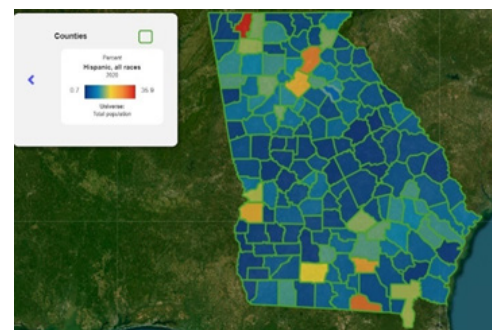 Counties
Percent
Hispanic, all races
2020
0.7 36.9
Universe:
Total population